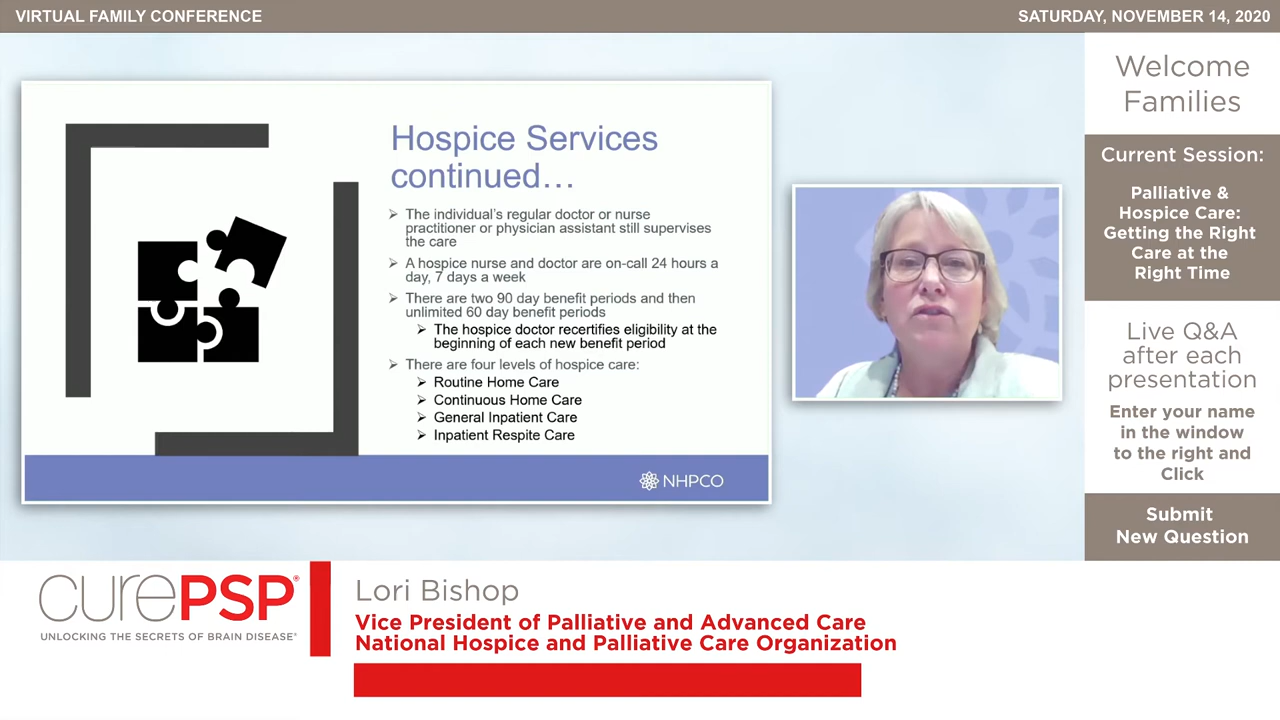 VIRTUAL FAMILY CONFERENCE
SATURDAY, NOVEMBER 14, 2020
Hospice Services
continued…
➢ The individual's regular doctor or nurse
practitioner or physician assistant still supervises
the care
➢ A hospice nurse and doctor are on-call 24 hours a
day, 7 days a week
➢ There are two 90 day benefit periods and then
unlimited 60 day benefit periods
➢ The hospice doctor recertifies eligibility at the
beginning of each new benefit period
➢ There are four levels of hospice care:
➢ Routine Home Care
➢ Continuous Home Care
➢ General Inpatient Care
➢ Inpatient Respite Care
NHPCO
Welcome
Families
Current Session:
Palliative &
Hospice Care:
Getting the Right
Care at the
Right Time
Live Q&A
after each
presentation
Enter your name
in the window
to the right and
Click
Submit
New Question
curePSP®
UNLOCKING THE SECRETS OF BRAIN DISEASE®
Lori Bishop
Vice President of Palliative and Advanced Care
National Hospice and Palliative Care Organization